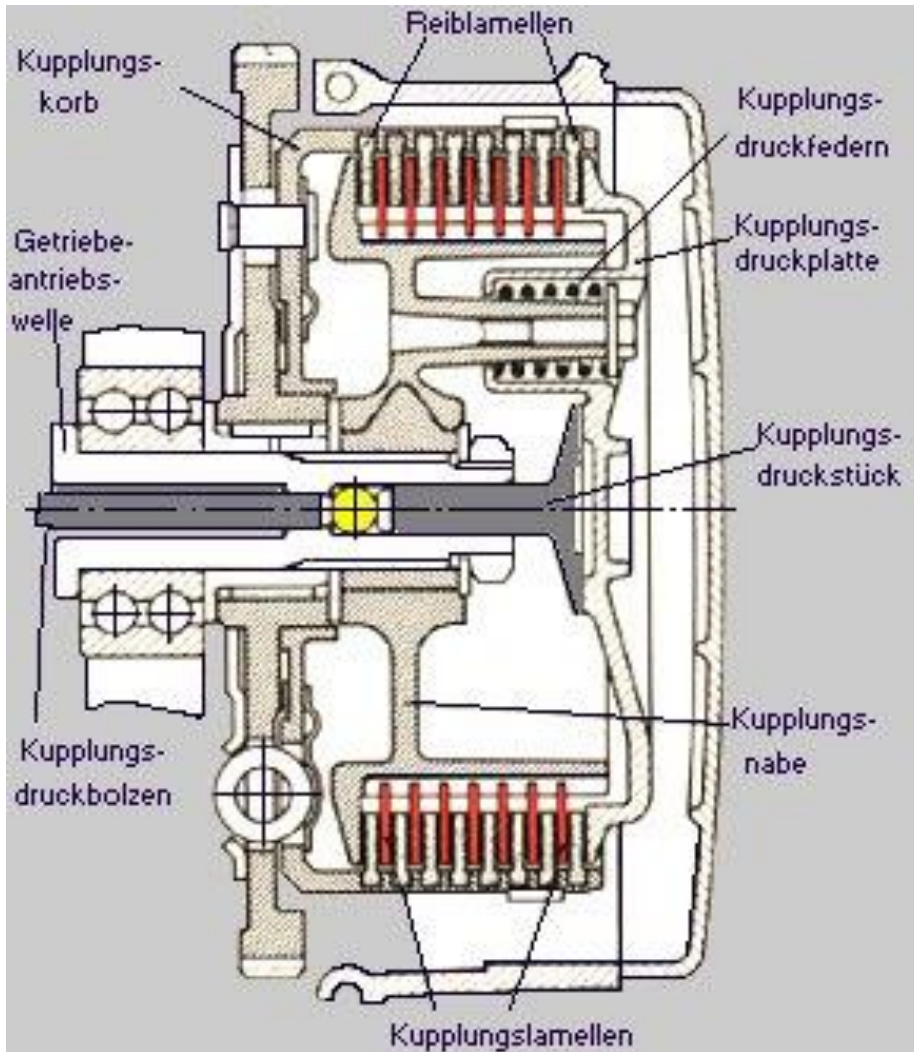 Reiblamellen
Kupplungs-
korb
Kupplungs-
druckfedern
Getriebe-
antriebs-
welle
Kupplungs-
druckplatte
Kupplungs-
druckstück
Kupplungs-
druckbolzen
Kupplungs-
nabe
Kupplungslamellen